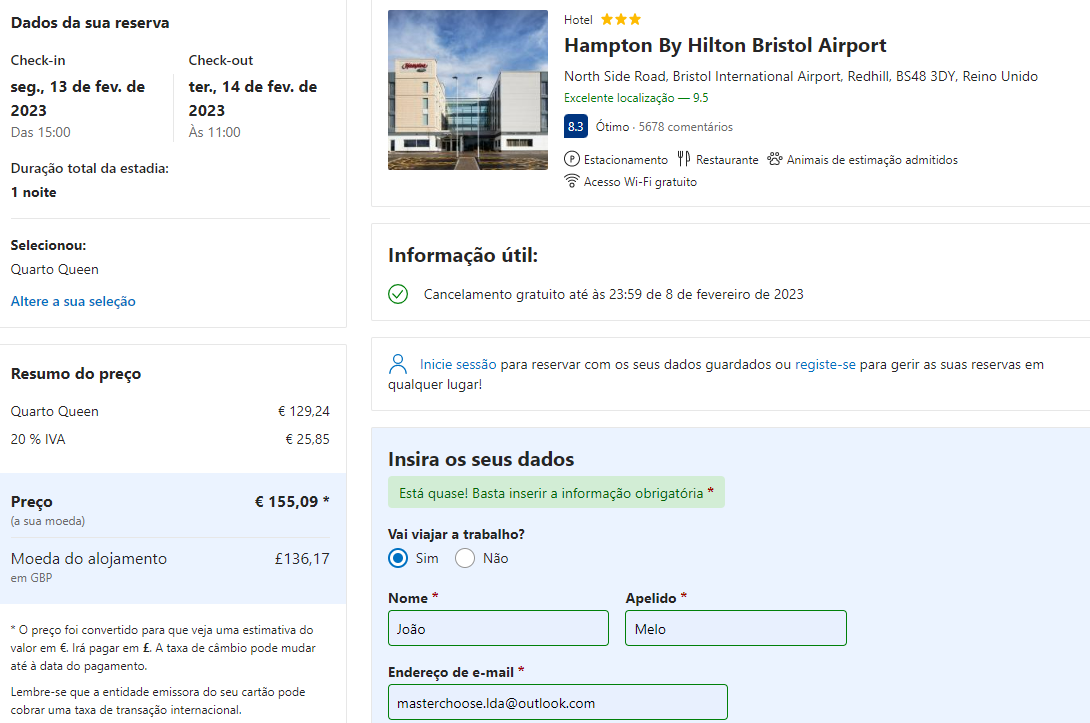 Dados da sua reserva
Check-in
seg., 13 de fev. de
2023
Das 15:00
Check-out
ter., 14 de fev. de
2023
Às 11:00
Duração total da estadia:
1 noite
Selecionou:
Quarto Queen
Altere a sua seleção
Resumo do preço
Quarto Queen € 129,24
20 % IVA € 25,85
Preço € 155,09 *
(a sua moeda)
Moeda do alojamento £136,17
em GBP
* O preço foi convertido para que veja uma estimativa do
valor em €. Irá pagar em £. A taxa de câmbio pode mudar
até à data do pagamento.
Lembre-se que a entidade emissora do seu cartão pode
cobrar uma taxa de transação internacional.
Hampton
Hotel
Hampton By Hilton Bristol Airport
North Side Road, Bristol International Airport, Redhill, BS48 3DY, Reino Unido
Excelente localização — 9.5
8.3 Ótimo · 5678 comentários
P Estacionamento Restaurante Animais de estimação admitidos
Acesso Wi-Fi gratuito
Informação útil:
Cancelamento gratuito até às 23:59 de 8 de fevereiro de 2023
Inicie sessão para reservar com os seus dados guardados ou registe-se para gerir as suas reservas em
qualquer lugar!
Insira os seus dados
Está quase! Basta inserir a informação obrigatória *
Vai viajar a trabalho?
Sim Não
Nome * Apelido *
João Melo
Endereço de e-mail *
masterchoose.lda@outlook.com